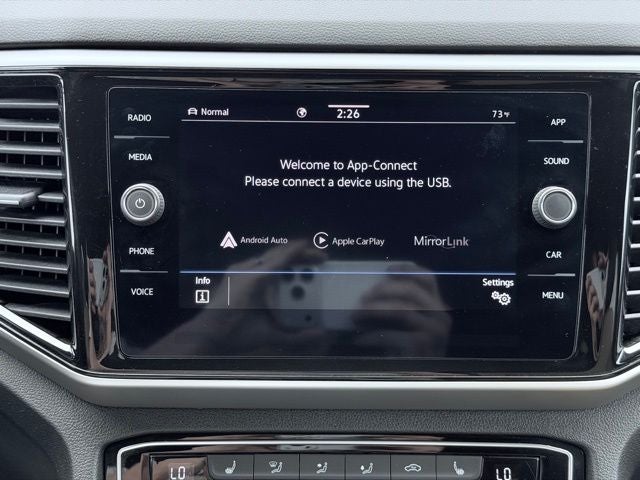 Normal 2:26 73°F
RADIO
MEDIA
PHONE
VOICE
Welcome to App-Connect
Please connect a device using the USB.
Android Auto Apple CarPlay MirrorLink
Info
Settings
APP
SOUND
CAR
MENU
LO
LO